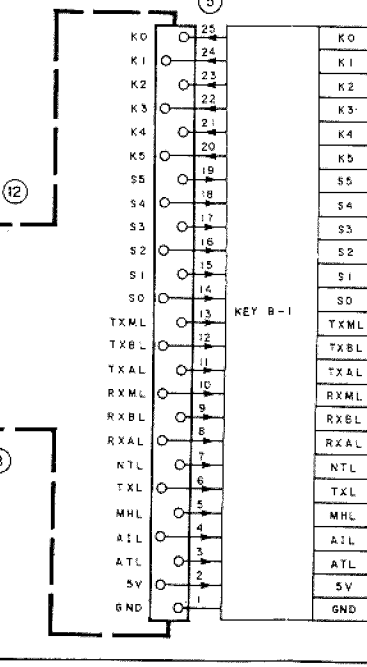 5
K0 25 K0
K1 24 K1
K2 23 K2
K3 22 K3
K4 21 K4
K5 20 K5
S5 19 S5
12
S4 18 S4
S3 17 S3
S2 16 S2
S1 15 S1
S0 14 S0
KEY B-1
TXML 13 TXML
TXBL 12 TXBL
TXAL 11 TXAL
RXML 10 RXML
RXBL 9 RXBL
RXAL 8 RXAL
NTL 7 NTL
TXL 6 TXL
MHL 5 MHL
AIL 4 AIL
ATL 3 ATL
5V 2 5V
GND 1 GND